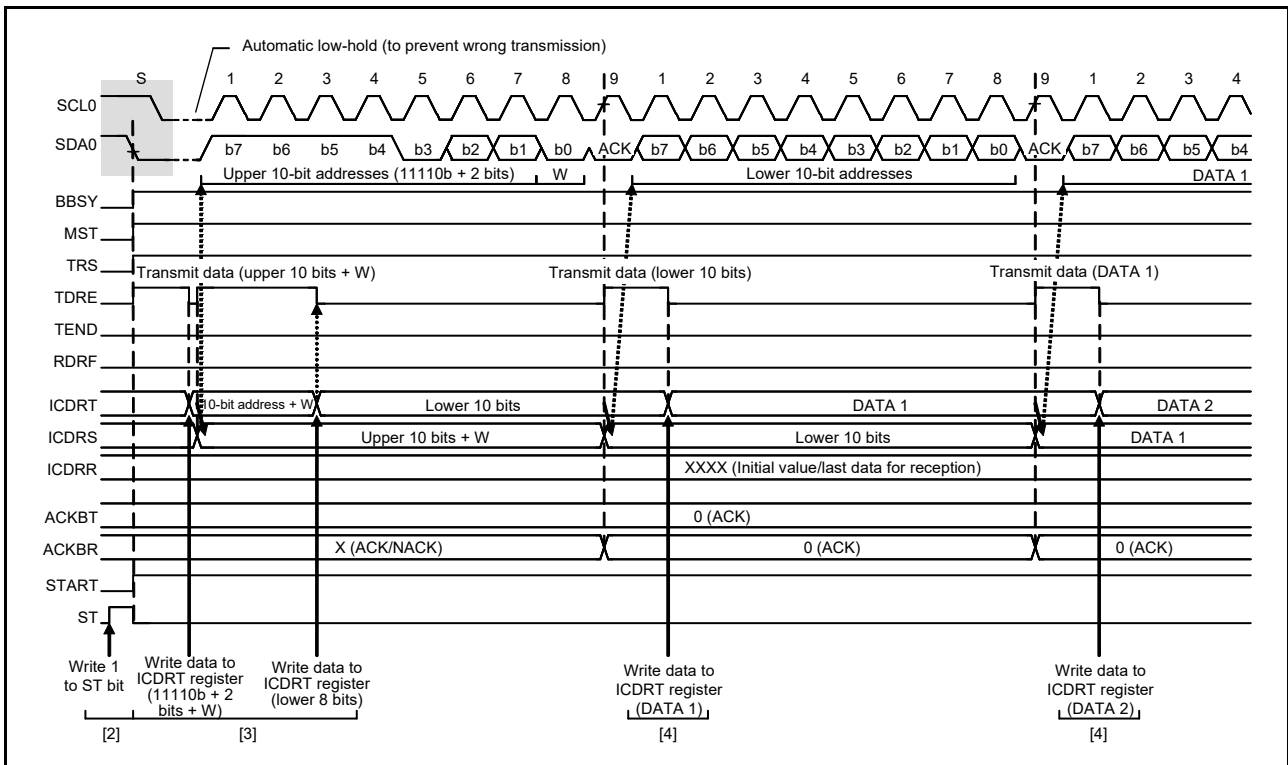 Automatic low-hold (to prevent wrong transmission)
S 1 2 3 4 5 6 7 8 9 1 2 3 4 5 6 7 8 9 1 2 3 4
SCL0
SDA0 b7 b6 b5 b4 b3 b2 b1 b0 ACK b7 b6 b5 b4 b3 b2 b1 b0 ACK b7 b6 b5 b4
Upper 10-bit addresses (11110b + 2 bits) W Lower 10-bit addresses DATA 1
BBSY
MST
TRS
Transmit data (upper 10 bits + W) Transmit data (lower 10 bits) Transmit data (DATA 1)
TDRE
TEND
RDRF
ICDRT 10-bit address + W Lower 10 bits DATA 1 DATA 2
ICDRS Upper 10 bits + W Lower 10 bits DATA 1
ICDRR XXXX (Initial value/last data for reception)
ACKBT 0 (ACK)
ACKBR X (ACK/NACK) 0 (ACK) 0 (ACK)
START
ST
Write 1
to ST bit
Write data to
ICDRT register
(11110b + 2
bits + W)
Write data to
ICDRT register
(lower 8 bits)
Write data to
ICDRT register
(DATA 1)
Write data to
ICDRT register
(DATA 2)
[2] [3] [4] [4]